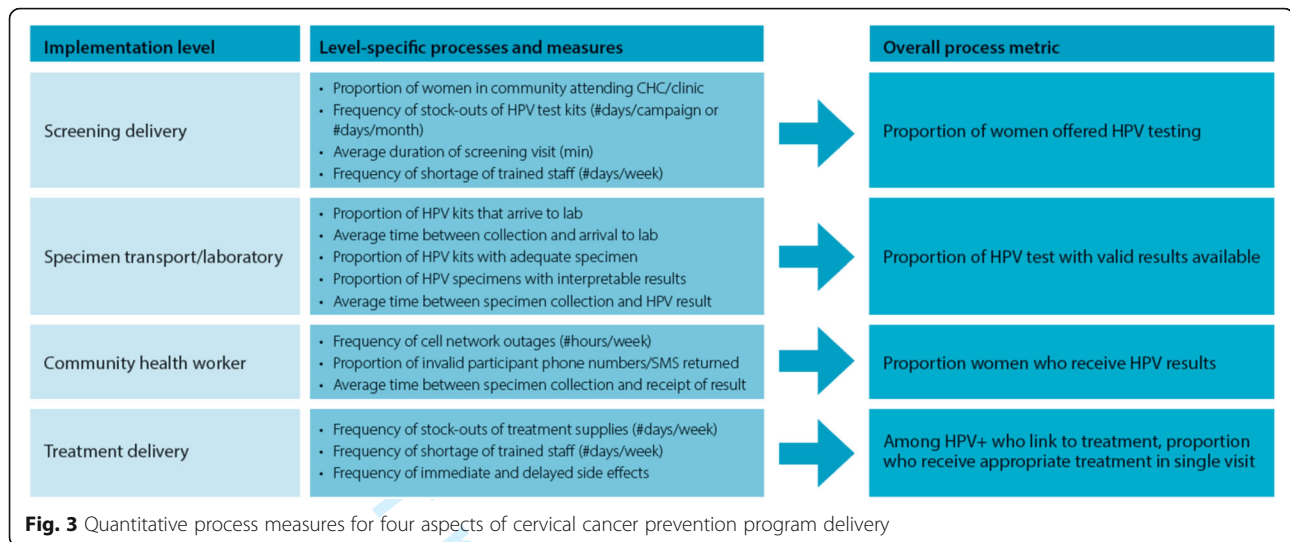 Implementation level
Level-specific processes and measures
Overall process metric
Screening delivery
• Proportion of women in community attending CHC/clinic
• Frequency of stock-outs of HPV test kits (#days/campaign or
#days/month)
• Average duration of screening visit (min)
• Frequency of shortage of trained staff (#days/week)
Proportion of women offered HPV testing
Specimen transport/laboratory
• Proportion of HPV kits that arrive to lab
• Average time between collection and arrival to lab
• Proportion of HPV kits with adequate specimen
• Proportion of HPV specimens with interpretable results
• Average time between specimen collection and HPV result
Proportion of HPV test with valid results available
Community health worker
• Frequency of cell network outages (#hours/week)
• Proportion of invalid participant phone numbers/SMS returned
• Average time between specimen collection and receipt of result
Proportion women who receive HPV results
Treatment delivery
• Frequency of stock-outs of treatment supplies (#days/week)
• Frequency of shortage of trained staff (#days/week)
• Frequency of immediate and delayed side effects
Among HPV+ who link to treatment, proportion
who receive appropriate treatment in single visit
Fig. 3 Quantitative process measures for four aspects of cervical cancer prevention program delivery